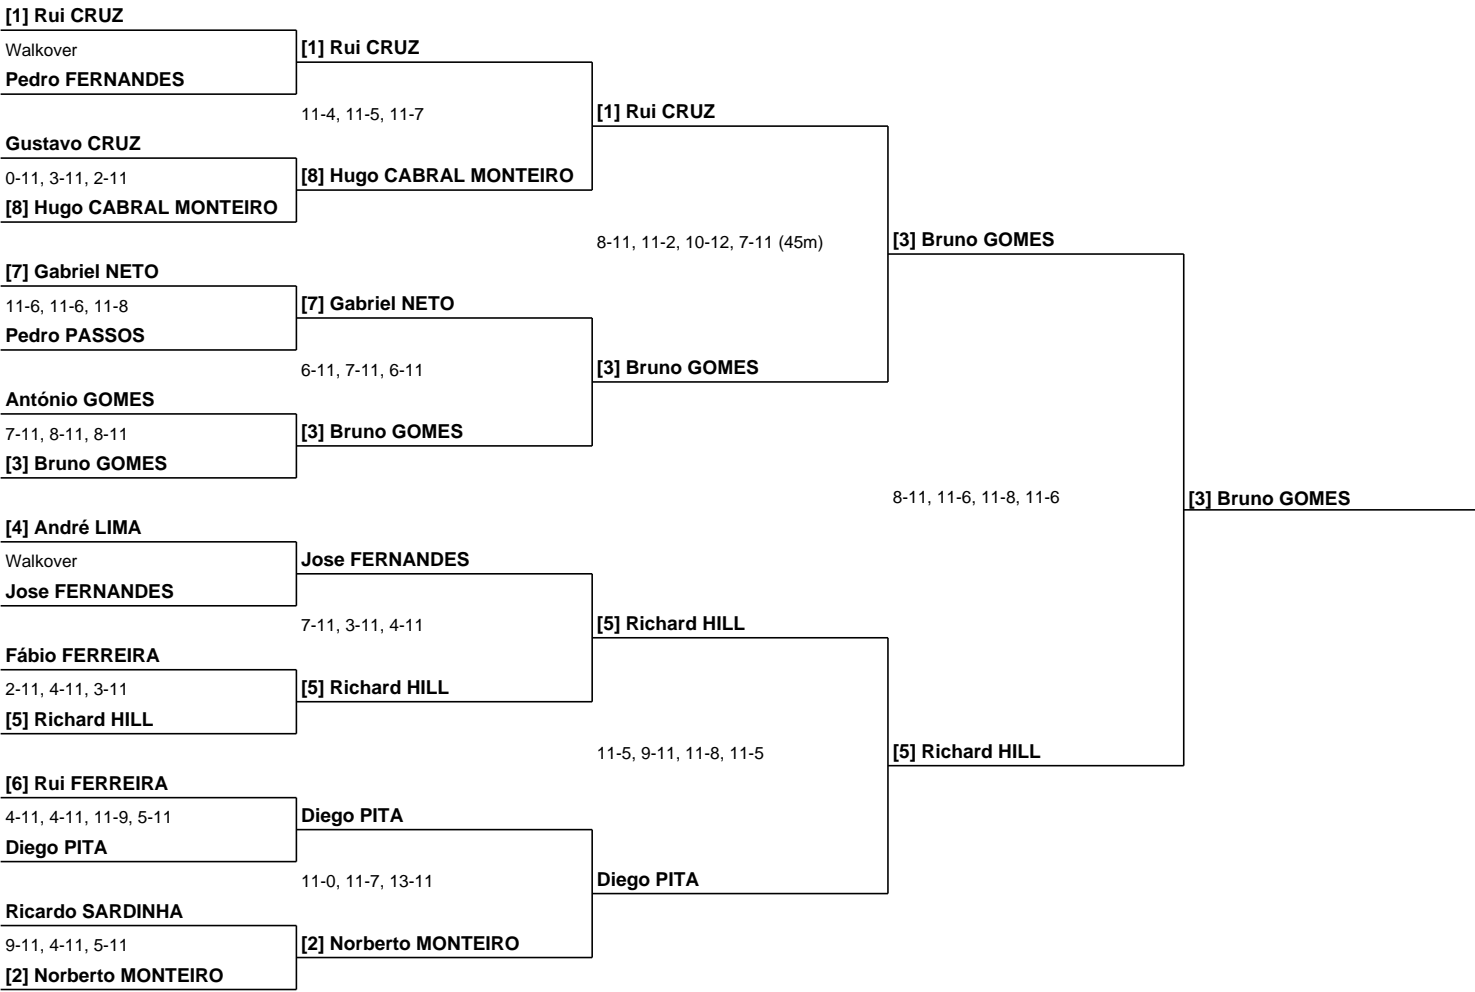 [1] Rui CRUZ
Walkover
Pedro FERNANDES
Gustavo CRUZ
0-11, 3-11, 2-11
[8] Hugo CABRAL MONTEIRO
[7] Gabriel NETO
11-6, 11-6, 11-8
Pedro PASSOS
António GOMES
7-11, 8-11, 8-11
[3] Bruno GOMES
[4] André LIMA
Walkover
Jose FERNANDES
Fábio FERREIRA
2-11, 4-11, 3-11
[5] Richard HILL
[6] Rui FERREIRA
4-11, 4-11, 11-9, 5-11
Diego PITA
Ricardo SARDINHA
9-11, 4-11, 5-11
[2] Norberto MONTEIRO
[1] Rui CRUZ
11-4, 11-5, 11-7
[8] Hugo CABRAL MONTEIRO
[7] Gabriel NETO
6-11, 7-11, 6-11
[3] Bruno GOMES
Jose FERNANDES
7-11, 3-11, 4-11
[5] Richard HILL
Diego PITA
11-0, 11-7, 13-11
[2] Norberto MONTEIRO
[1] Rui CRUZ
8-11, 11-2, 10-12, 7-11 (45m)
[3] Bruno GOMES
[5] Richard HILL
11-5, 9-11, 11-8, 11-5
Diego PITA
[3] Bruno GOMES
8-11, 11-6, 11-8, 11-6
[5] Richard HILL
[3] Bruno GOMES